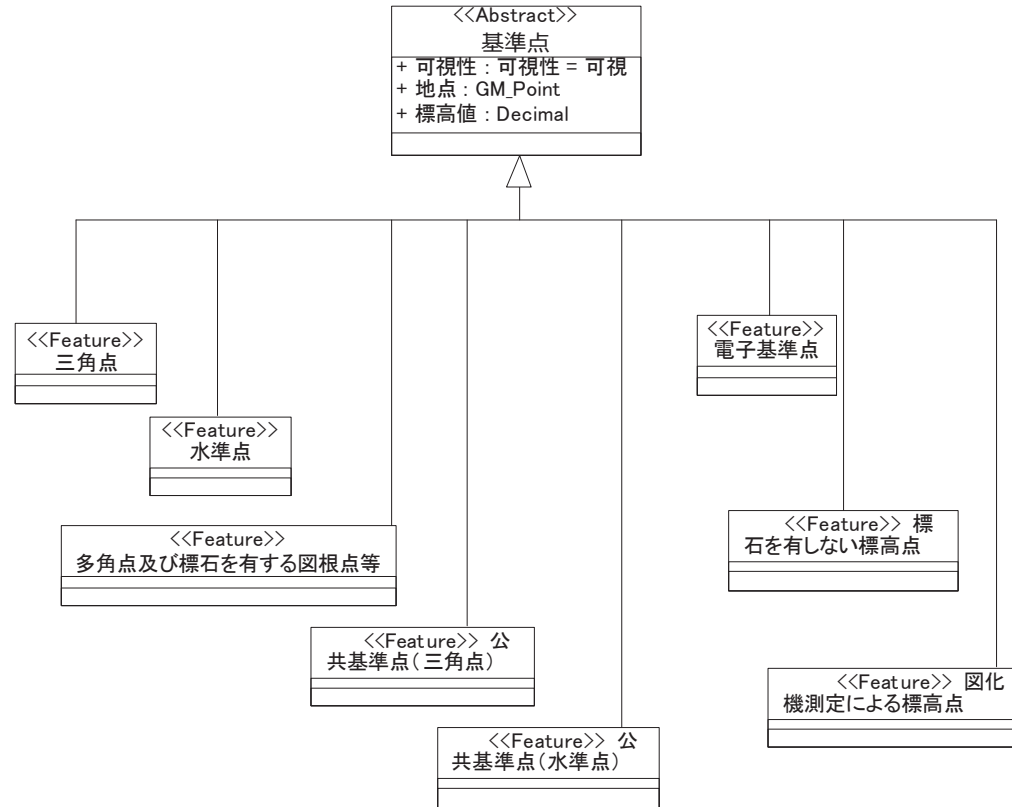 <<Abstract>>
基準点
+ 可視性 : 可視性 = 可視
+ 地点 : GM_Point
+ 標高値 : Decimal
<<Feature>>
三角点
<<Feature>>
電子基準点
<<Feature>>
水準点
<<Feature>> 標
石を有しない標高点
<<Feature>>
多角点及び標石を有する図根点等
<<Feature>> 公
共基準点(三角点)
<<Feature>> 図化
機測定による標高点
<<Feature>> 公
共基準点(水準点)